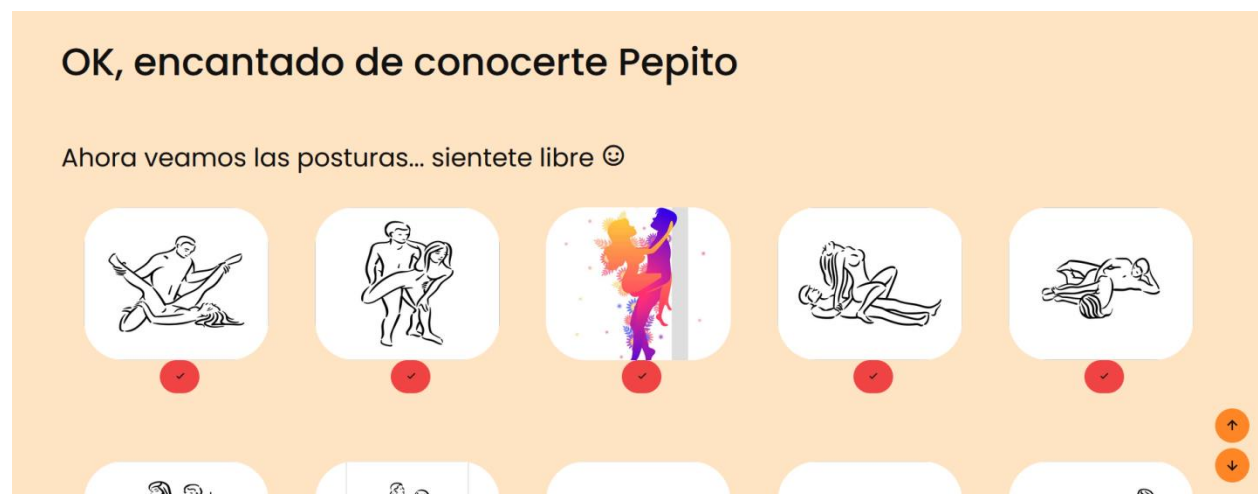 OK, encantado de conocerte Pepito
Ahora veamos las posturas... sientete libre ☺